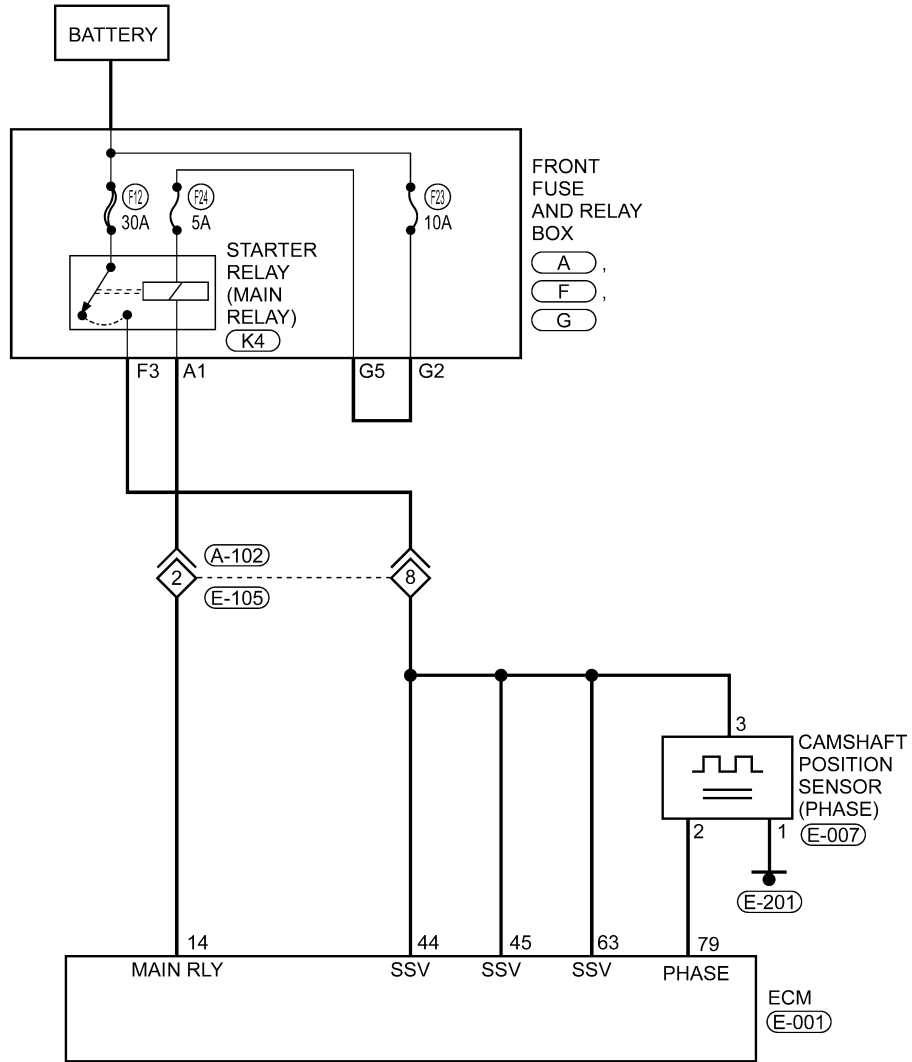 BATTERY
FRONT
FUSE
AND RELAY
BOX
A ,
F ,
G
F12
30A
F24
5A
F23
10A
STARTER
RELAY
(MAIN
RELAY)
K4
F3
A1
G5
G2
A-102
2
8
E-105
3
CAMSHAFT
POSITION
SENSOR
(PHASE)
E-007
2
1
E-201
14
44
45
63
79
MAIN RLY
SSV
SSV
SSV
PHASE
ECM
E-001